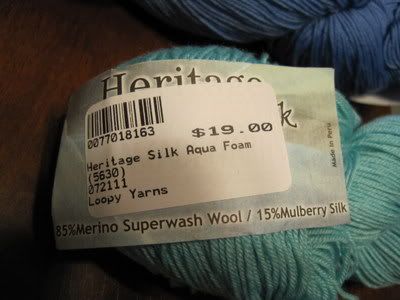 Heritage
k
0077018163 $19.00
Heritage Silk Aqua Foam
(5630)
072111
Loopy Yarns
Made in Peru
85%Merino Superwash Wool / 15%Mulberry Silk